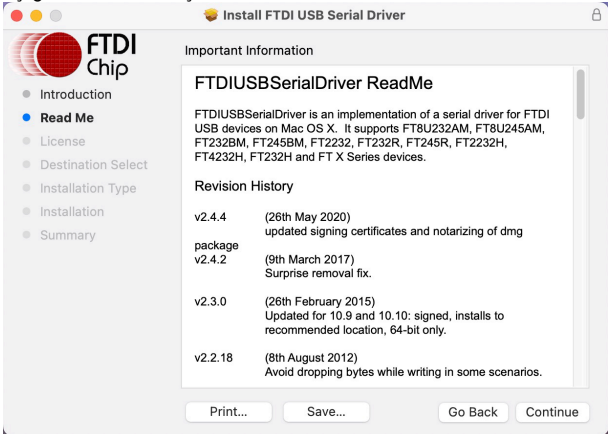 Install FTDI USB Serial Driver
FTDI
Chip
Introduction
Read Me
License
Destination Select
Installation Type
Installation
Summary
Important Information
FTDIUSBSerialDriver ReadMe
FTDIUSBSerialDriver is an implementation of a serial driver for FTDI
USB devices on Mac OS X. It supports FT8U232AM, FT8U245AM,
FT232BM, FT245BM, FT2232, FT232R, FT245R, FT2232H,
FT4232H, FT232H and FT X Series devices.
Revision History
v2.4.4 (26th May 2020)
updated signing certificates and notarizing of dmg
package
v2.4.2 (9th March 2017)
Surprise removal fix.
v2.3.0 (26th February 2015)
Updated for 10.9 and 10.10: signed, installs to
recommended location, 64-bit only.
v2.2.18 (8th August 2012)
Avoid dropping bytes while writing in some scenarios.
Print...
Save...
Go Back
Continue